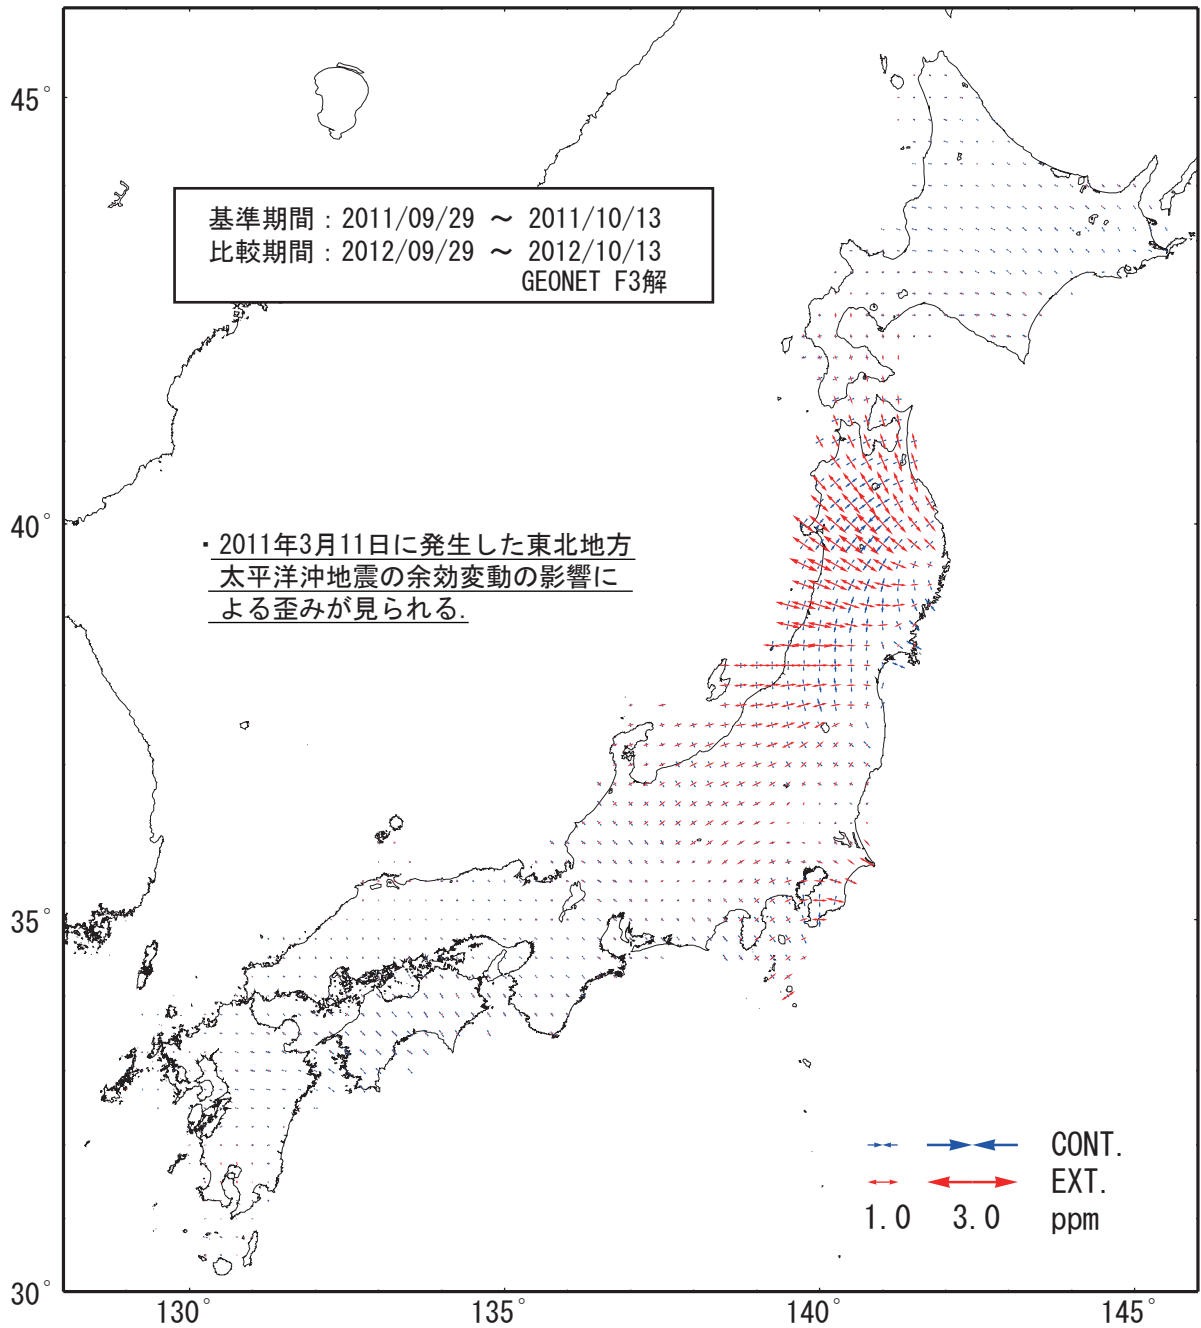 45°
基準期間：2011/09/29 ～ 2011/10/13
比較期間：2012/09/29 ～ 2012/10/13
GEONET F3解
40°
・2011年3月11日に発生した東北地方
太平洋沖地震の余効変動の影響に
よる歪みが見られる.
35°
CONT.
EXT.
1.0 3.0 ppm
30°
130° 135° 140° 145°